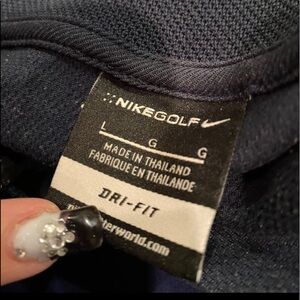 NIKEGOLF
L G G
MADE IN THAILAND
FABRIQUE EN THAILANDE
DRI-FIT